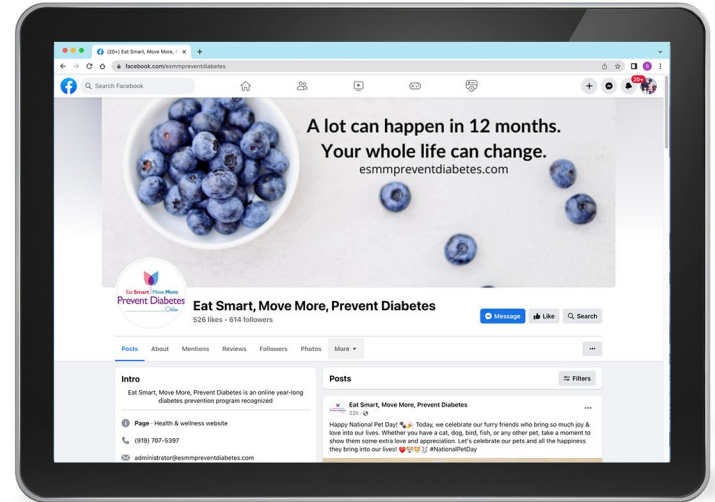 (20+) Eat Smart, Move More,
facebook.com/esmmpreventdiabetes
Search Facebook
20+
A lot can happen in 12 months.
Your whole life can change.
esmmpreventdiabetes.com
Eat Smart Move More
Prevent Diabetes
Online
Eat Smart, Move More, Prevent Diabetes
526 likes • 614 followers
Message
Like
Search
Posts About Mentions Reviews Followers Photos More
Intro
Eat Smart, Move More, Prevent Diabetes is an online year-long
diabetes prevention program recognized
Page · Health & wellness website
(919) 707-5397
administrator@esmmpreventdiabetes.com
Posts
Filters
Eat Smart, Move More, Prevent Diabetes
22h ·
Happy National Pet Day! 🐾🎉 Today, we celebrate our furry friends who bring so much joy &
love into our lives. Whether you have a cat, dog, bird, fish, or any other pet, take a moment to
show them some extra love and appreciation. Let's celebrate our pets and all the happiness
they bring into our lives! ❤️🐶🐱🐰 #NationalPetDay